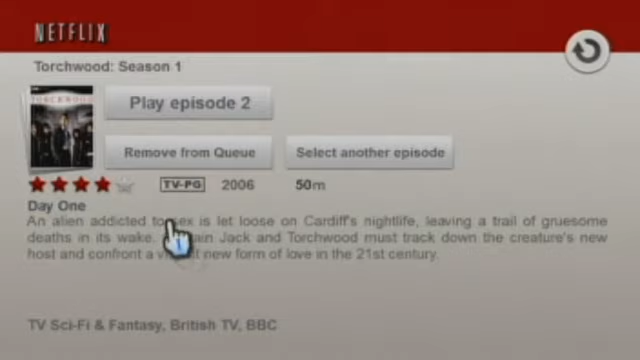 NETFLIX
Torchwood: Season 1
TORCHWOOD
Play episode 2
Remove from Queue
Select another episode
TV-PG 2006 50m
Day One
An alien addicted to sex is let loose on Cardiff's nightlife, leaving a trail of gruesome
deaths in its wake. Jack and Torchwood must track down the creature's new
host and confront a new form of love in the 21st century.
TV Sci-Fi & Fantasy, British TV, BBC